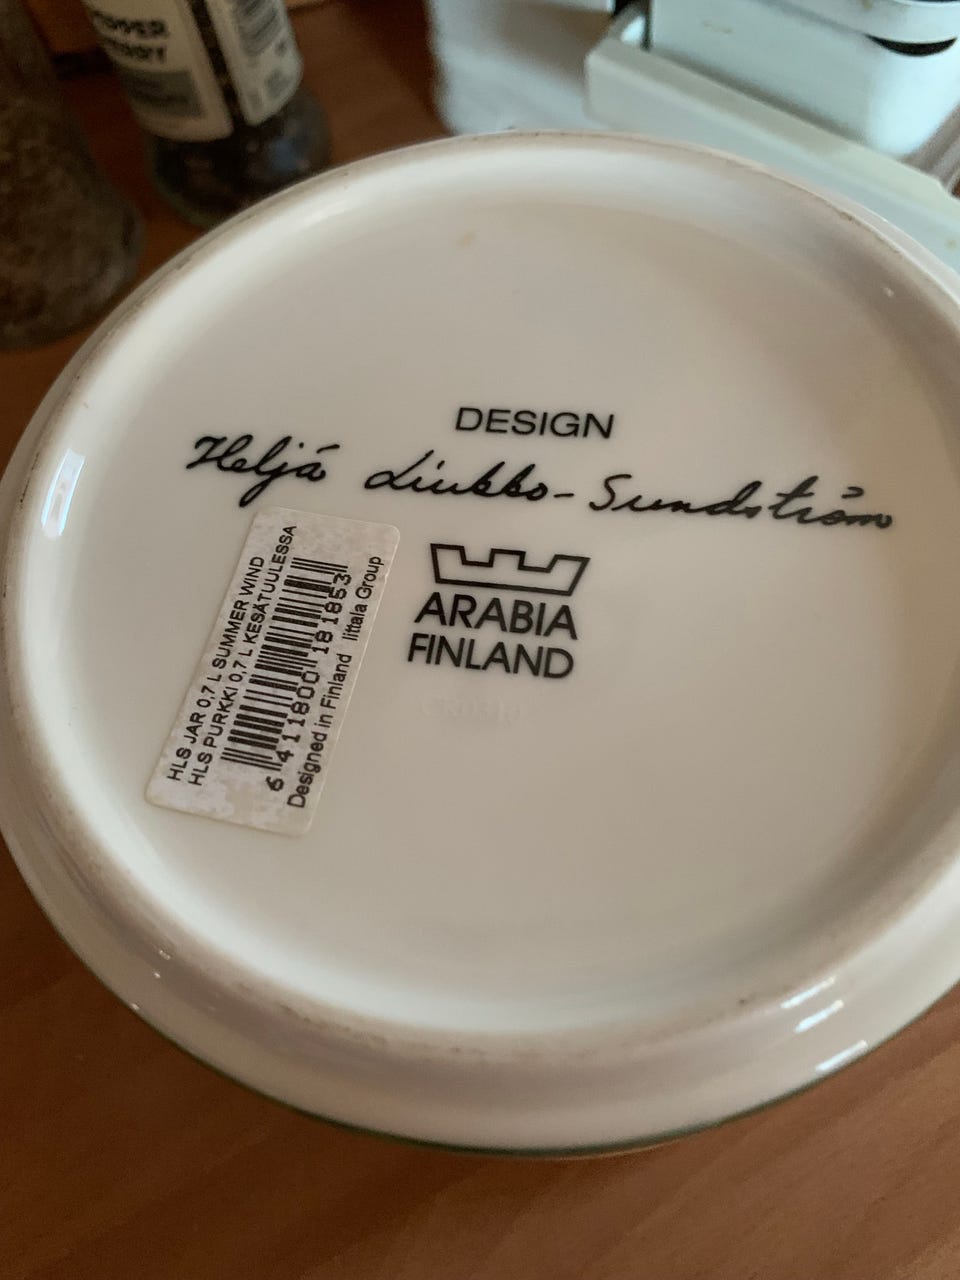 DESIGN
Heljä Liukko-Sundström
ARABIA
FINLAND
HLS JAR 0,7 L SUMMER WIND
HLS PURKKI 0,7 L KESÄTUULESSA
6 411800 181853
Designed in Finland Iittala Group